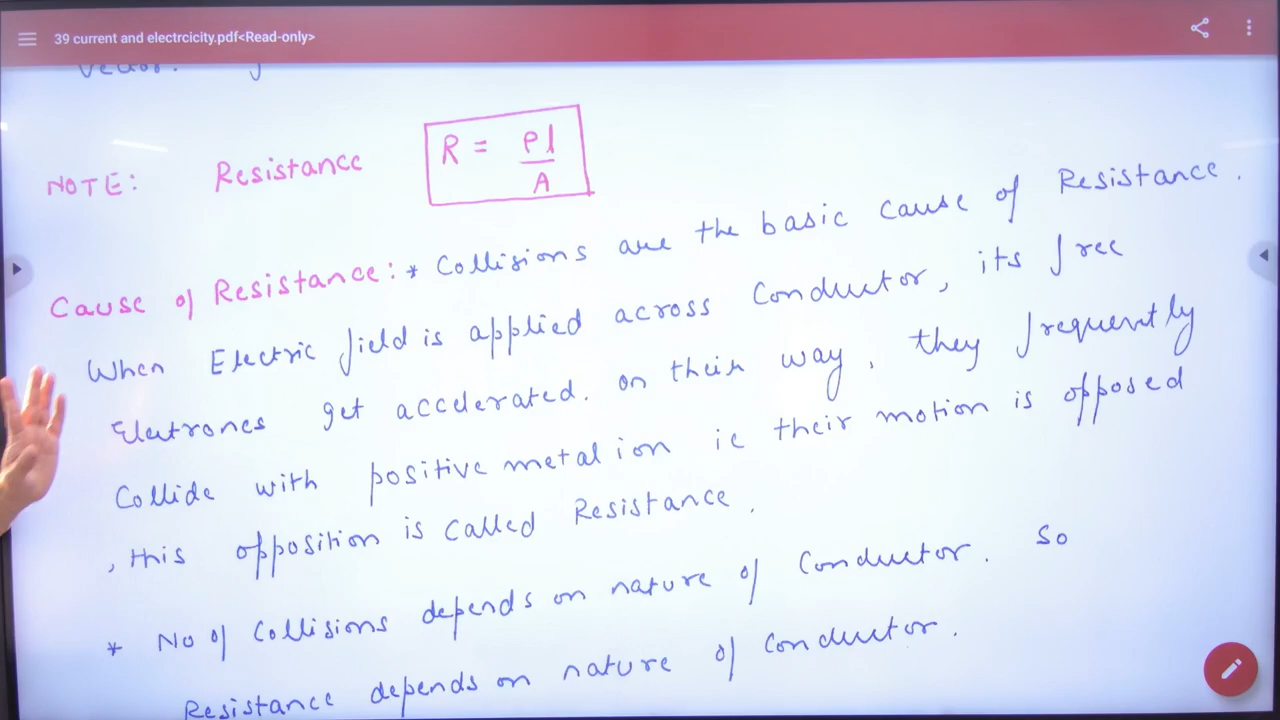 39 current and electrcicity.pdf<Read-only>
NOTE: Resistance R = ρl/A
Cause of Resistance: * Collisions are the basic cause of Resistance.
When Electric field is applied across Conductor, its free
Elutrones get accelerated. on their way, they frequently
Collide with positive metal ion ie their motion is opposed
, this opposition is called Resistance.
* No of Collisions depends on nature of Conductor. So
Resistance depends on nature of Conductor.